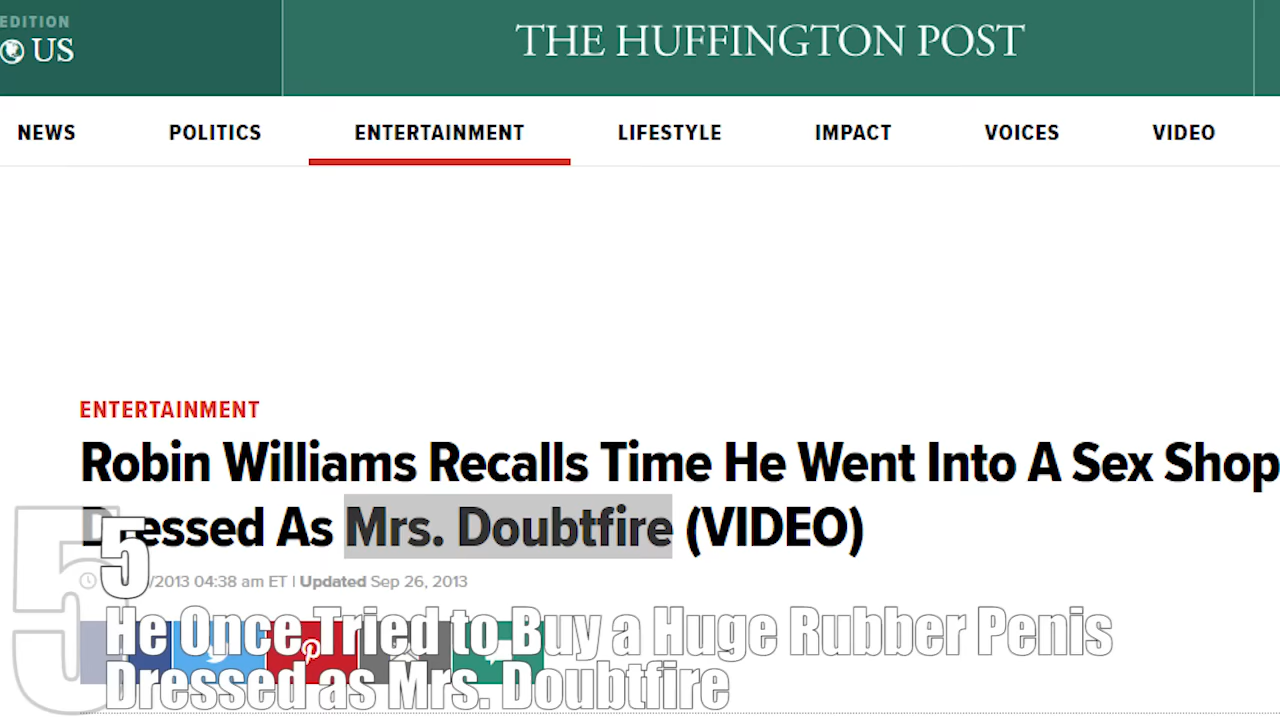 EDITION
US
THE HUFFINGTON POST
NEWS POLITICS ENTERTAINMENT LIFESTYLE IMPACT VOICES VIDEO
ENTERTAINMENT
Robin Williams Recalls Time He Went Into A Sex Shop
Dressed As Mrs. Doubtfire (VIDEO)
5
5
/2013 04:38 am ET | Updated Sep 26, 2013
He Once Tried to Buy a Huge Rubber Penis
Dressed as Mrs. Doubtfire